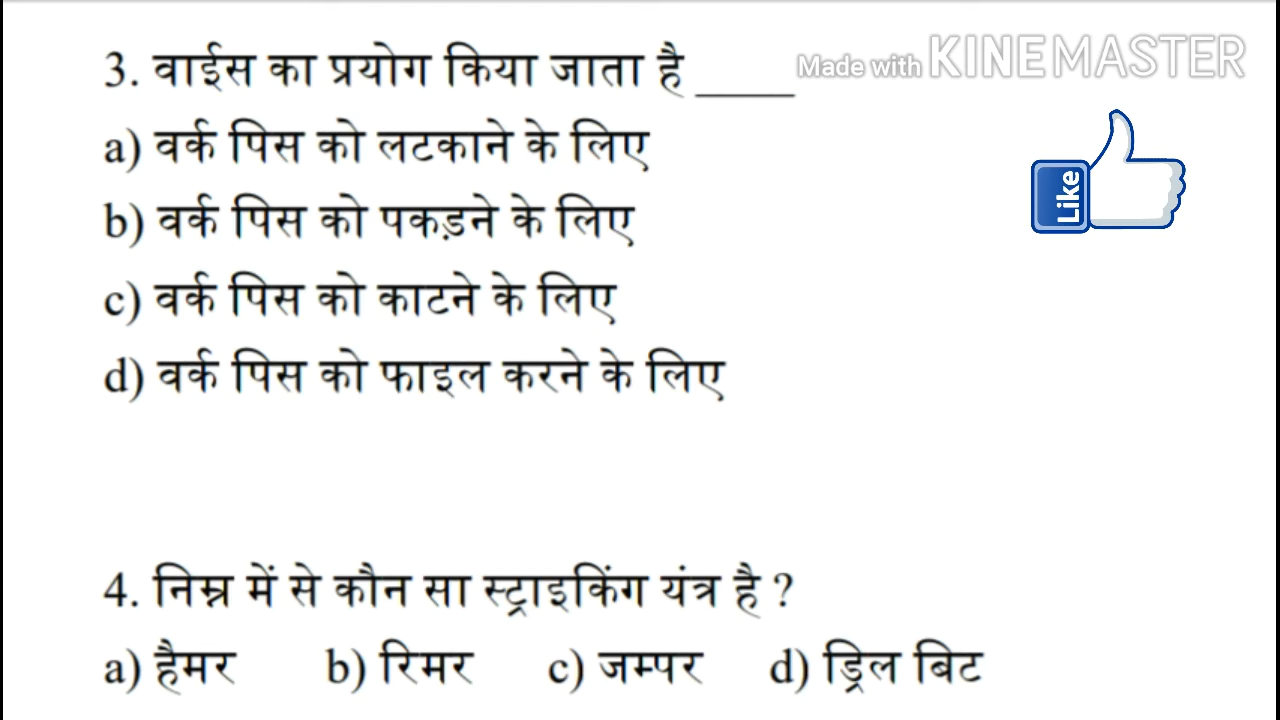 3. वाईस का प्रयोग किया जाता है _____
Made with KINEMASTER
a) वर्क पिस को लटकाने के लिए
Like
b) वर्क पिस को पकड़ने के लिए
c) वर्क पिस को काटने के लिए
d) वर्क पिस को फाइल करने के लिए
4. निम्न में से कौन सा स्ट्राइकिंग यंत्र है ?
a) हैमर b) रिमर c) जम्पर d) ड्रिल बिट